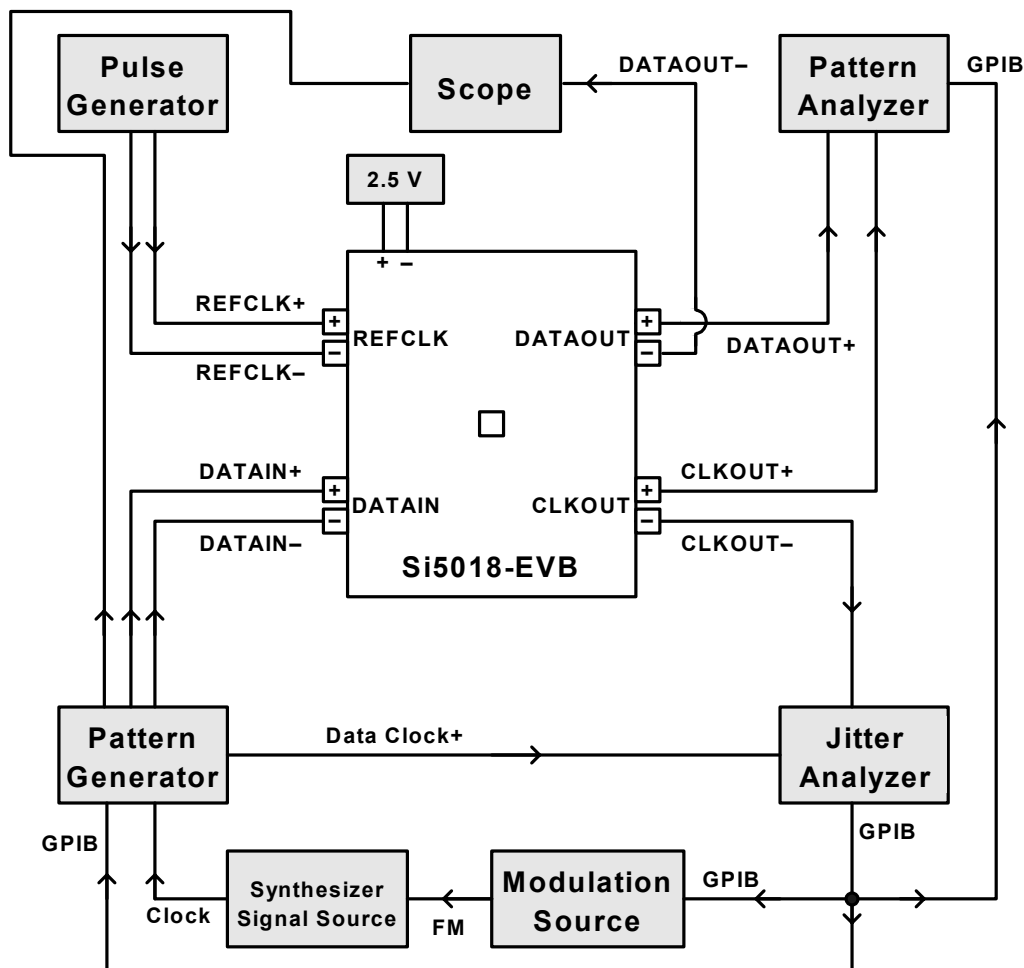 Pulse
Generator
Scope
DATAOUT–
Pattern
Analyzer
GPIB
2.5 V
+ –
REFCLK+
+
REFCLK
–
REFCLK–
DATAOUT
+
–
DATAOUT+
DATAIN+
+
DATAIN
–
DATAIN–
CLKOUT+
+
CLKOUT
–
CLKOUT–
Si5018-EVB
Pattern
Generator
Data Clock+
Jitter
Analyzer
GPIB
GPIB
Clock
Synthesizer
Signal Source
FM
Modulation
Source
GPIB